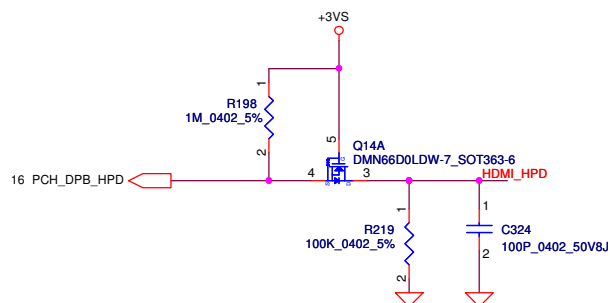 +3VS
1
R198
1M_0402_5%
2
5
Q14A
DMN66D0LDW-7_SOT363-6
G
S
D
16 PCH_DPB_HPD
4
3
HDMI_HPD
1
R219
100K_0402_5%
2
1
C324
100P_0402_50V8J
2